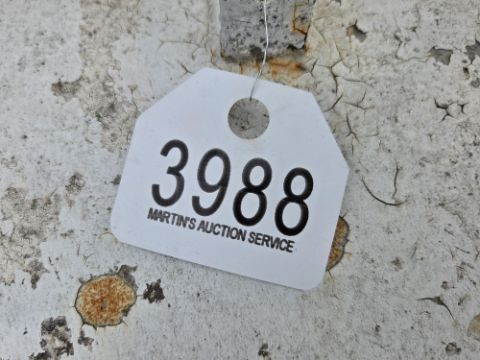 3988
MARTIN'S AUCTION SERVICE